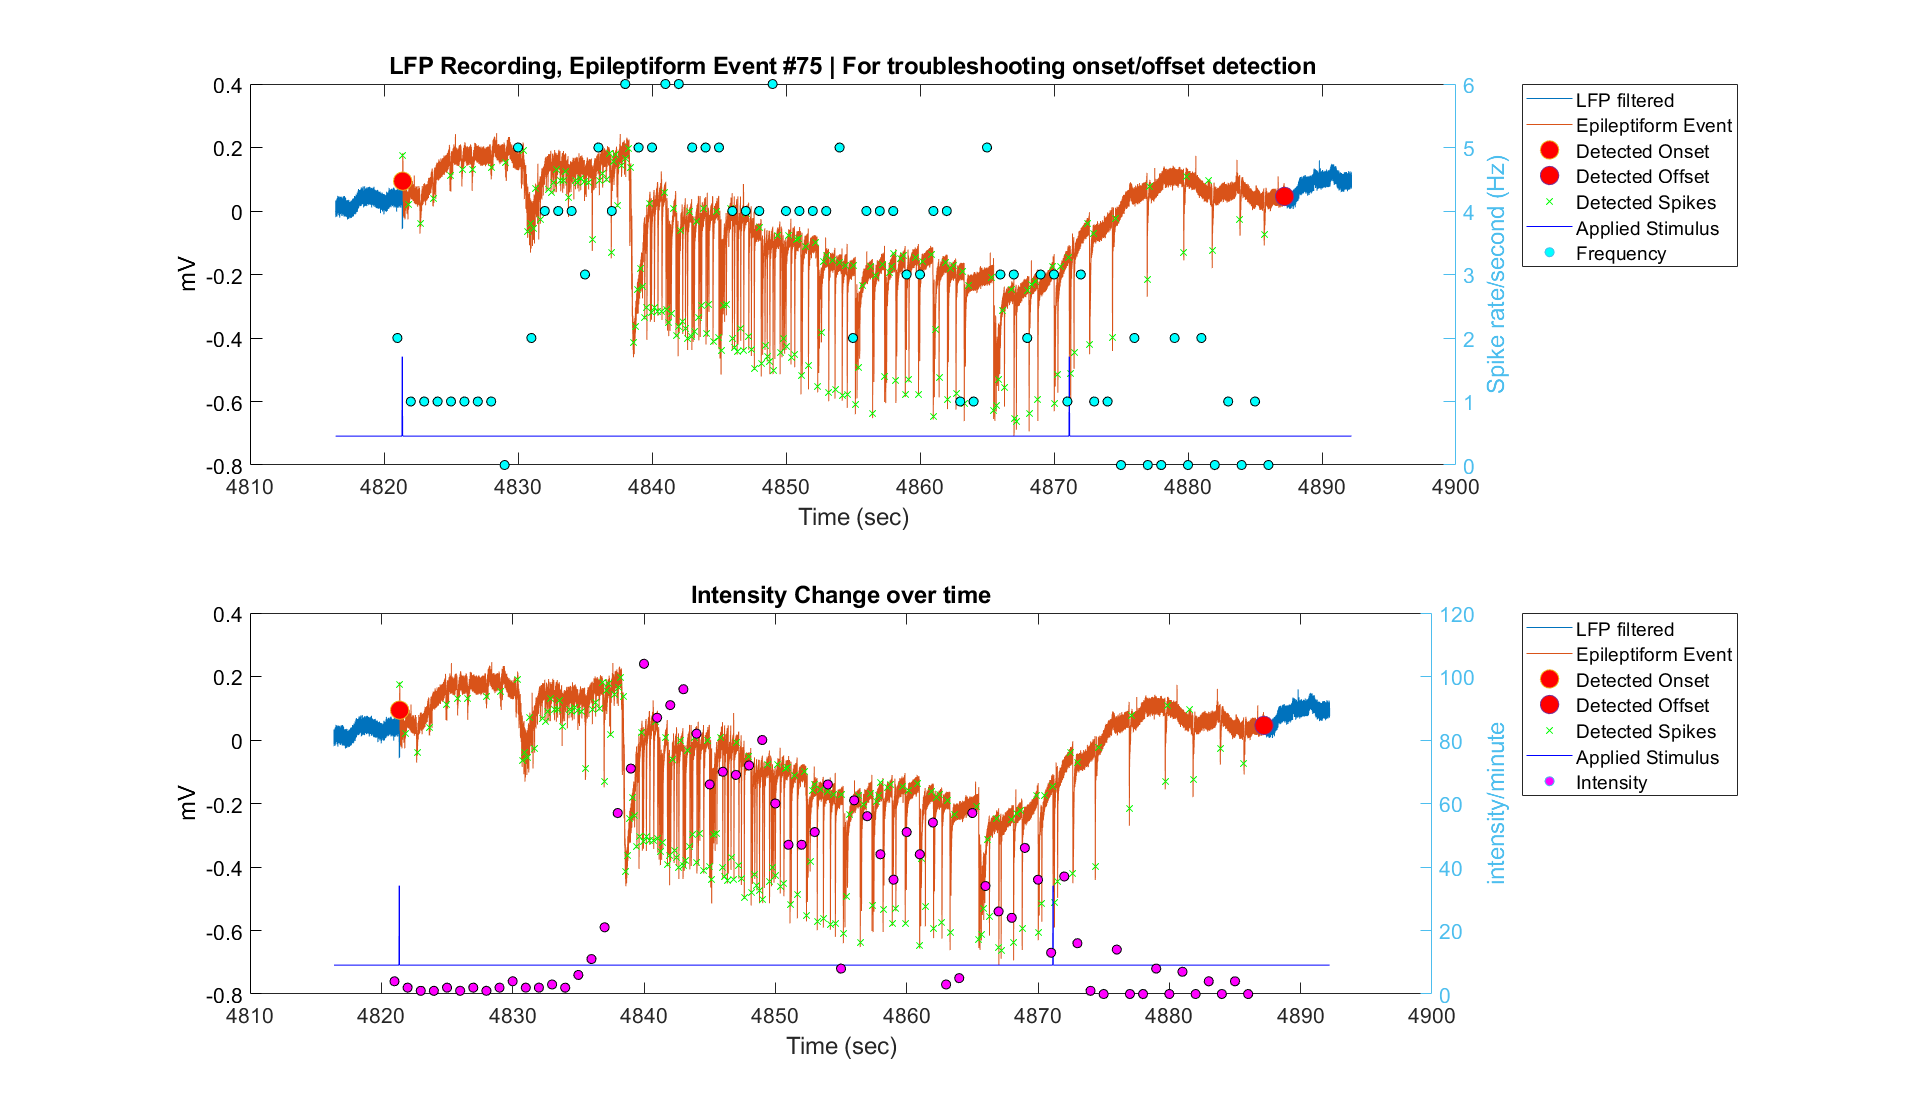 LFP Recording, Epileptiform Event #75 | For troubleshooting onset/offset detection
0.4
0.2
0
-0.2
-0.4
-0.6
-0.8
mV
4810 4820 4830 4840 4850 4860 4870 4880 4890 4900
Time (sec)
6
5
4
3
2
1
0
Spike rate/second (Hz)
LFP filtered
Epileptiform Event
Detected Onset
Detected Offset
Detected Spikes
Applied Stimulus
Frequency
Intensity Change over time
0.4
0.2
0
-0.2
-0.4
-0.6
-0.8
mV
4810 4820 4830 4840 4850 4860 4870 4880 4890 4900
Time (sec)
120
100
80
60
40
20
0
intensity/minute
LFP filtered
Epileptiform Event
Detected Onset
Detected Offset
Detected Spikes
Applied Stimulus
Intensity